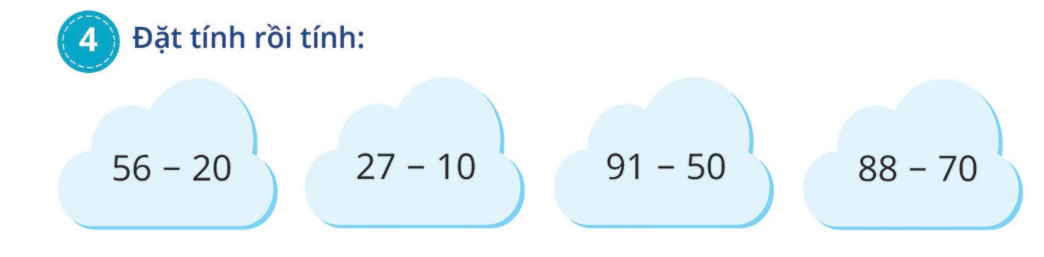 4 Đặt tính rồi tính:
56 – 20 27 – 10 91 – 50 88 – 70